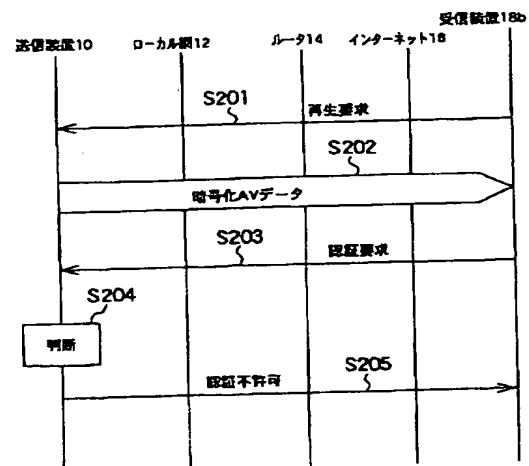 受信装置18b
送信装置10
ローカル網12
ルータ14
インターネット18
S201
再生要求
S202
暗号化AVデータ
S203
認証要求
S204
判断
認証不許可
S205